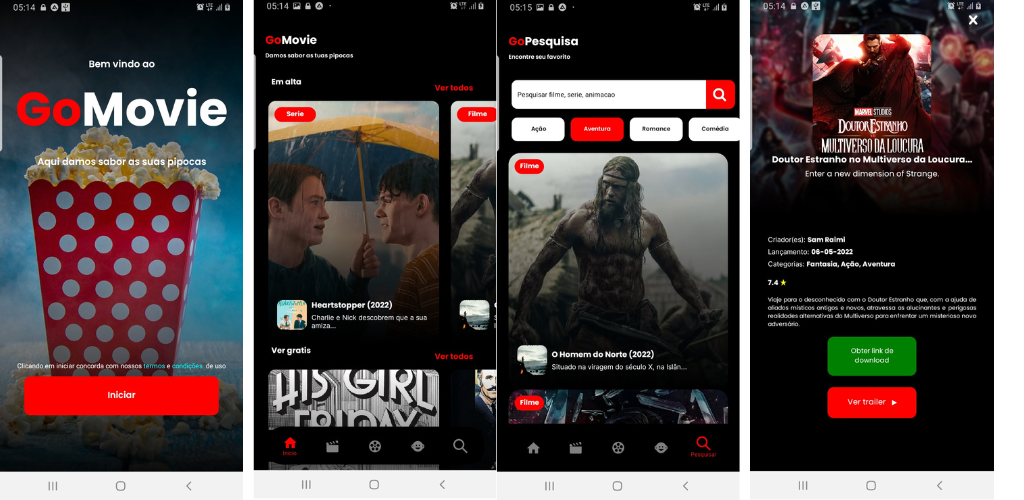 05:14
Bem vindo ao
GoMovie
Aqui damos sabor as suas pipocas
Clicando em iniciar concorda com nossos termos e condições, de uso
Iniciar
05:14
GoMovie
Damos sabor as suas pipocas
Em alta
Ver todos
Serie
Filme
Heartstopper (2022)
Charlie e Nick descobrem que a sua
amiza...
Ver gratis
Ver todos
HIS GIRL
FRIDAY
Inicio
05:15
GoPesquisa
Encontre seu favorito
Pesquisar filme, serie, animacao
Ação
Aventura
Romance
Comédia
Filme
O Homem do Norte (2022)
Situado na viragem do século X, na Islân...
Filme
Pesquisar
05:14
X
MARVEL STUDIOS
DOUTOR ESTRANHO
MULTIVERSO DA LOUCURA
Doutor Estranho no Multiverso da Loucura...
Enter a new dimension of Strange.
Criador(es): Sam Raimi
Lançamento: 06-05-2022
Categorias: Fantasia, Ação, Aventura
7.4
Viaje para o desconhecido com o Doutor Estranho que, com a ajuda de
aliados místicos antigos e novos, atravessa as alucinantes e perigosas
realidades alternativas do Multiverso para enfrentar um misterioso novo
adversário.
Obter link de
download
Ver trailer